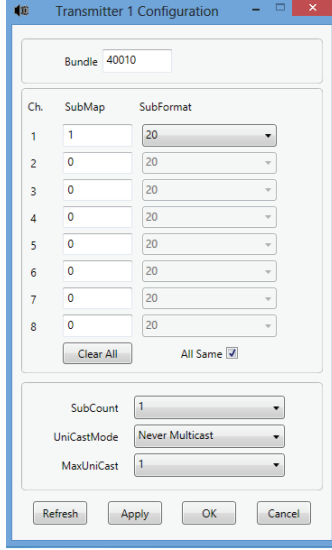 Transmitter 1 Configuration
Bundle 40010
Ch. SubMap SubFormat
1 1 20
2 0 20
3 0 20
4 0 20
5 0 20
6 0 20
7 0 20
8 0 20
Clear All All Same
SubCount 1
UniCastMode Never Multicast
MaxUniCast 1
Refresh Apply OK Cancel